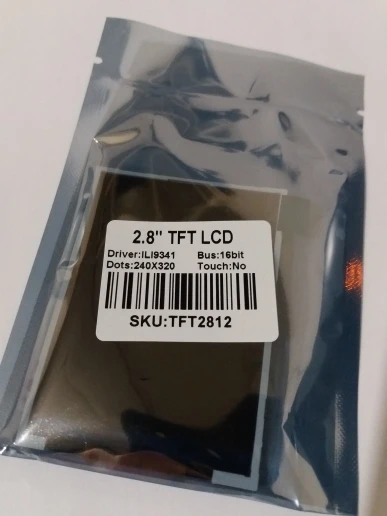 2.8" TFT LCD
Driver:ILI9341 Bus:16bit
Dots:240X320 Touch:No
SKU:TFT2812